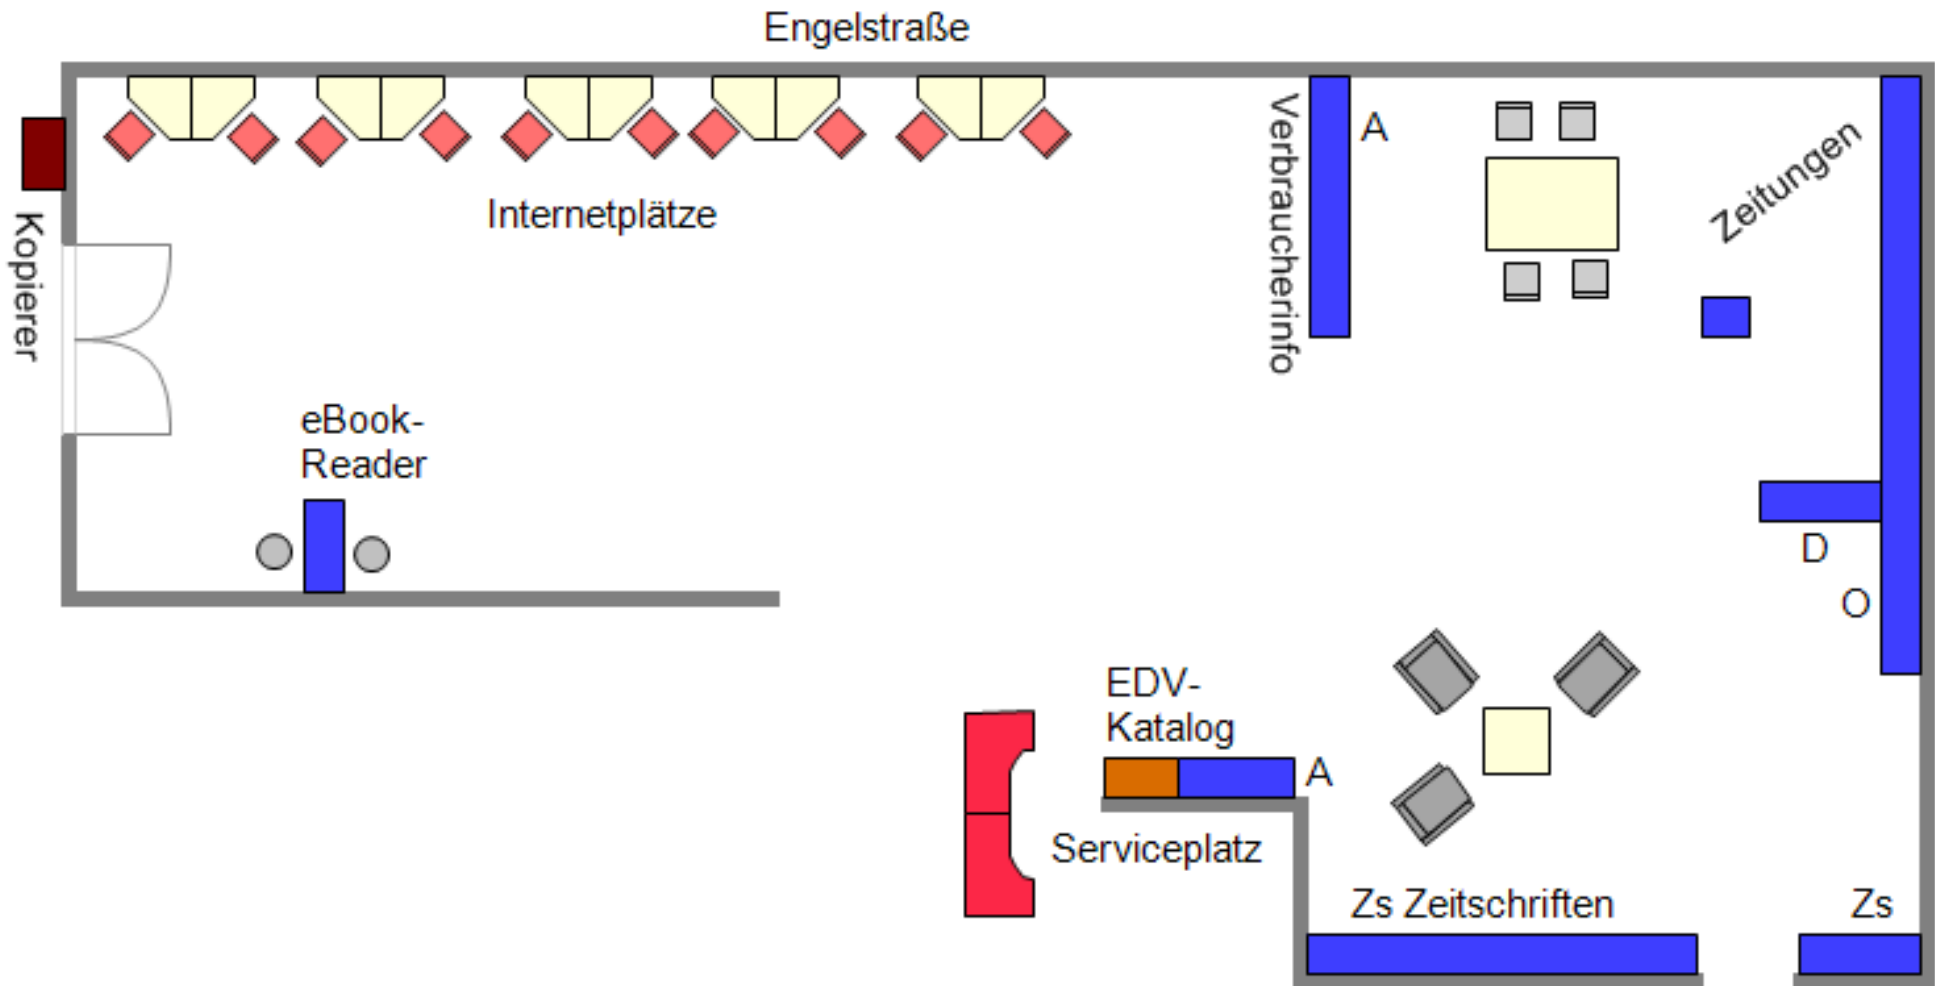 Engelstraße
Kopierer
Internetplätze
Verbraucherinfo
A
Zeitungen
eBook-
Reader
D
O
EDV-
Katalog
A
Serviceplatz
Zs Zeitschriften
Zs